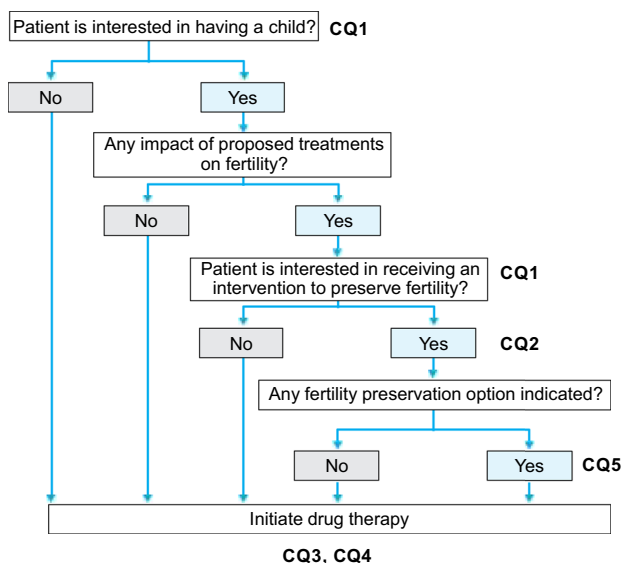 Patient is interested in having a child? CQ1
No Yes
Any impact of proposed treatments
on fertility?
No Yes
Patient is interested in receiving an
intervention to preserve fertility?
CQ1
No Yes CQ2
Any fertility preservation option indicated?
No Yes CQ5
Initiate drug therapy
CQ3, CQ4